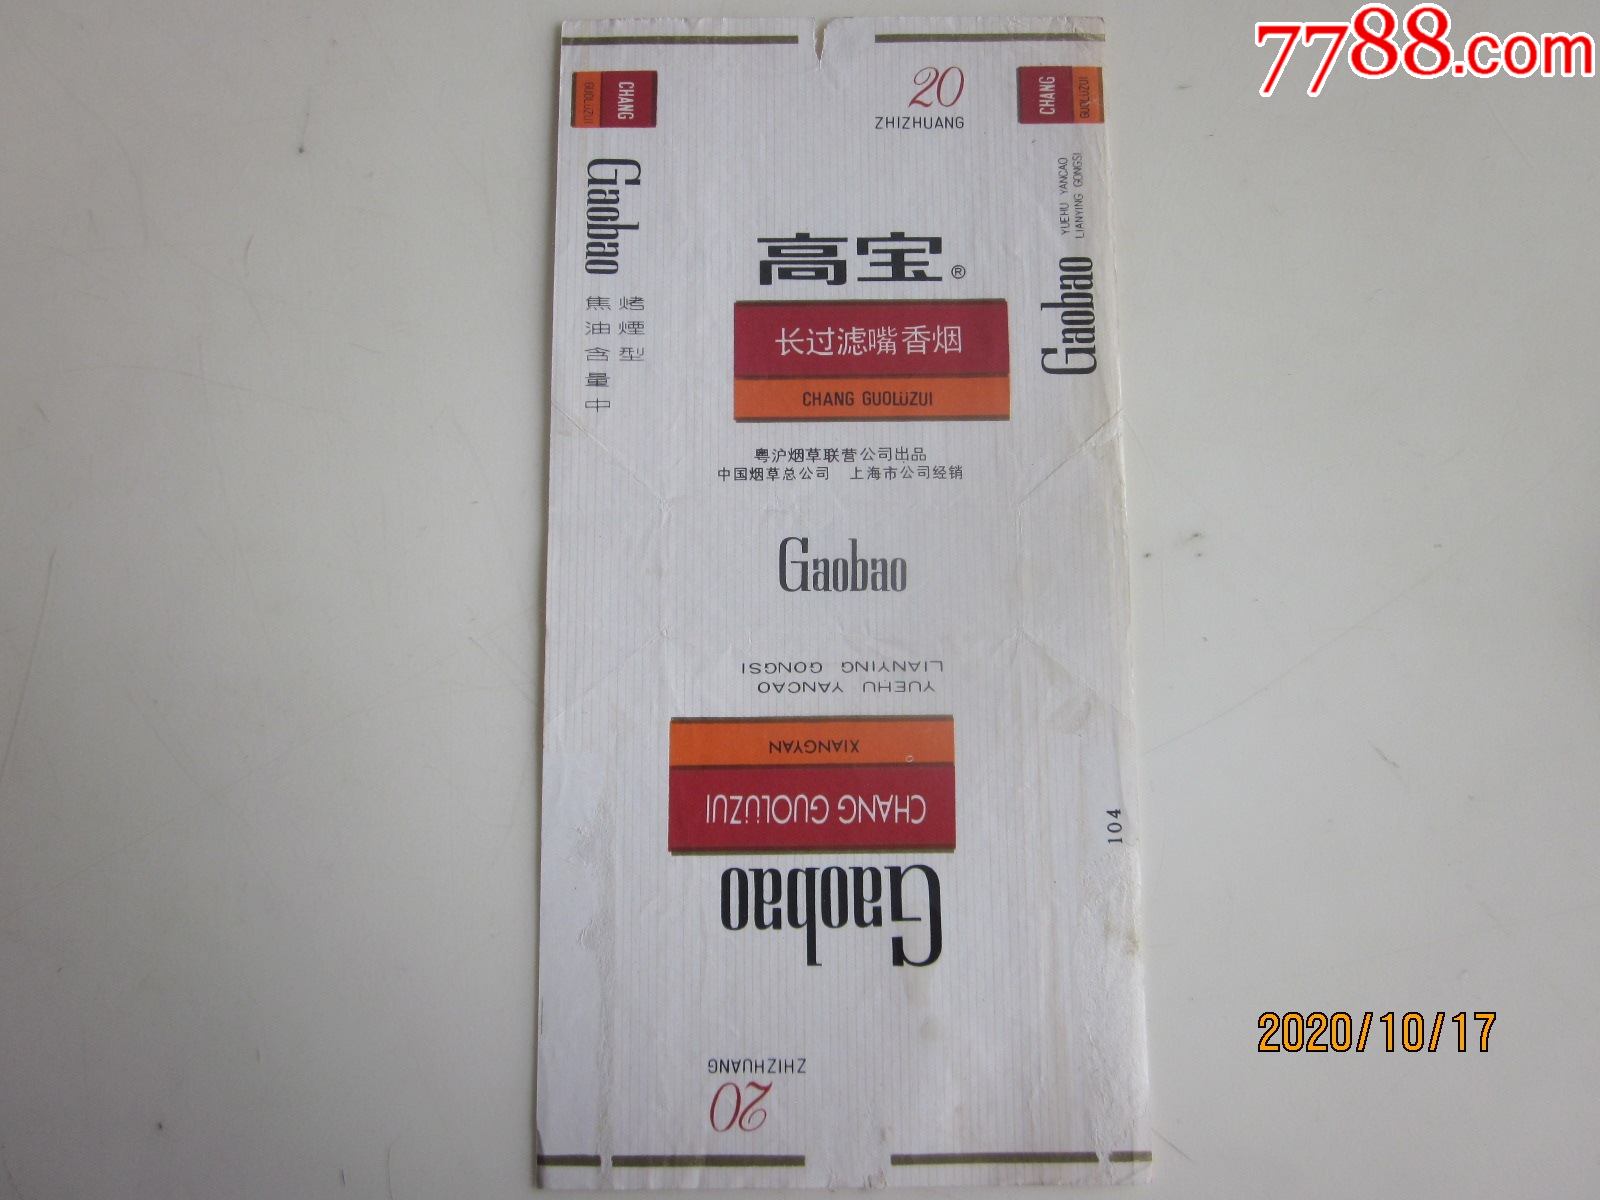 7788.com
20
ZHIZHUANG
CHANG
GUOLÜZUI
Gaobao
烤煙型
焦油含量中
CHANG
GUOLÜZUI
YUEHU YANCAO
LIANYING GONGSI
Gaobao
高宝®
长过滤嘴香烟
CHANG GUOLÜZUI
粤沪烟草联营公司出品
中国烟草总公司 上海市公司经销
Gaobao
20
ZHIZHUANG
Gaobao
CHANG GUOLÜZUI
XIANGYAN
YUEHU YANCAO
LIANYING GONGSI
104
2020/10/17